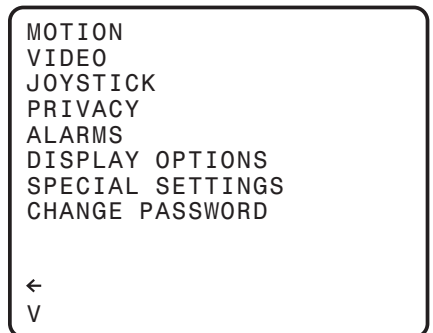 MOTION
VIDEO
JOYSTICK
PRIVACY
ALARMS
DISPLAY OPTIONS
SPECIAL SETTINGS
CHANGE PASSWORD
←
V